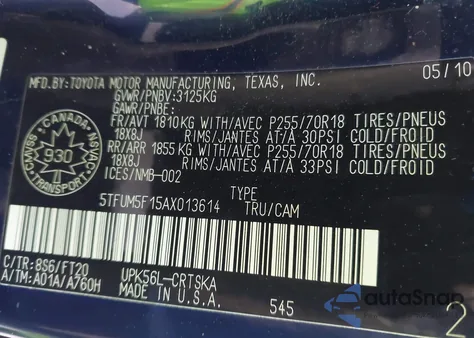 MFD.BY:TOYOTA MOTOR MANUFACTURING, TEXAS, INC. 05/10
GVWR/PNBV:3125KG
GAWR/PNBE:
FR/AVT 1810KG WITH/AVEC P255/70R18 TIRES/PNEUS
18X8J RIMS/JANTES AT/A 30PSI COLD/FROID
RR/ARR 1855KG WITH/AVEC P255/70R18 TIRES/PNEUS
18X8J RIMS/JANTES AT/A 33PSI COLD/FROID
ICES/NMB-002
CANADA
CMVSS NSVAC
930
TRANSPORT
TYPE
5TFUM5F15AX013614 TRU/CAM
C/TR:8S6/FT20 UPK56L-CRTSKA
A/TM:A01A/A760H MADE IN U.S.A. 545
2
autoSnap